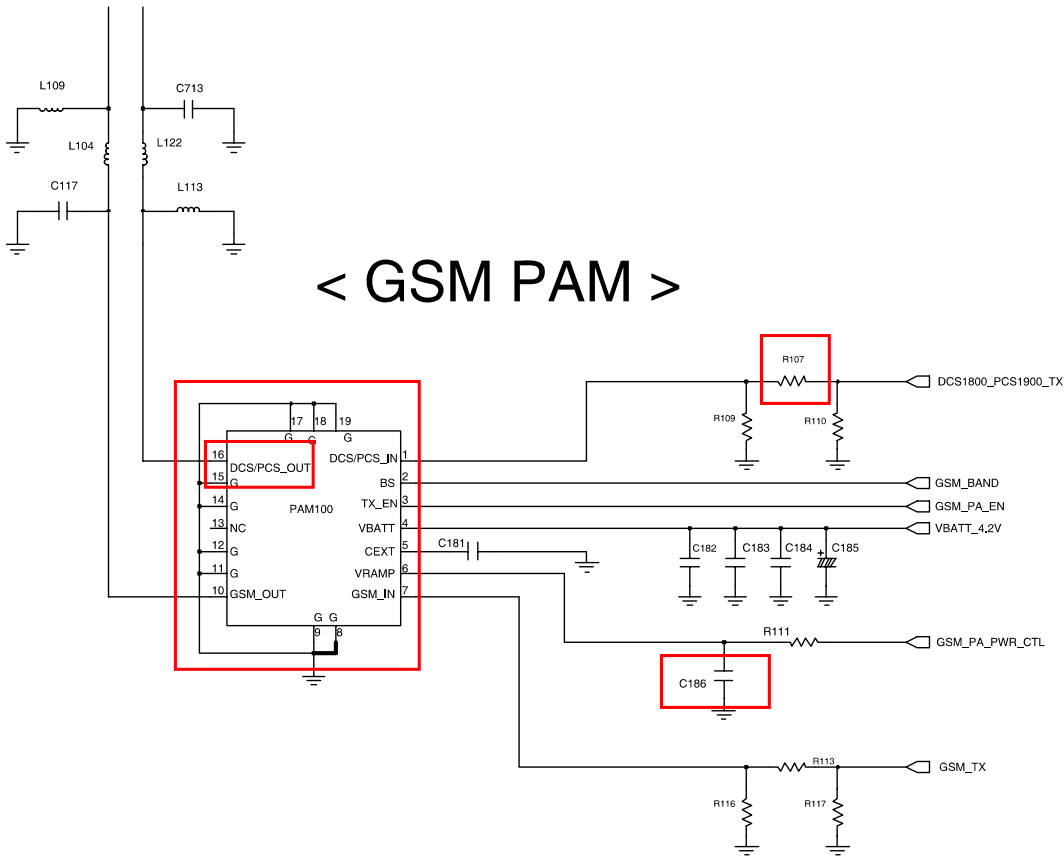 L109
C713
L104
L122
C117
L113
< GSM PAM >
R107
DCS1800_PCS1900_TX
R109
R110
17 18 19
G G G
16 DCS/PCS_OUT
DCS/PCS_IN 1
15 G
BS 2
GSM_BAND
14 G
PAM100
TX_EN 3
GSM_PA_EN
13 NC
VBATT 4
VBATT_4.2V
12 G
CEXT 5
C181
C182
C183
C184
+
C185
11 G
VRAMP 6
10 GSM_OUT
GSM_IN 7
G G
9 8
R111
GSM_PA_PWR_CTL
C186
R113
GSM_TX
R116
R117